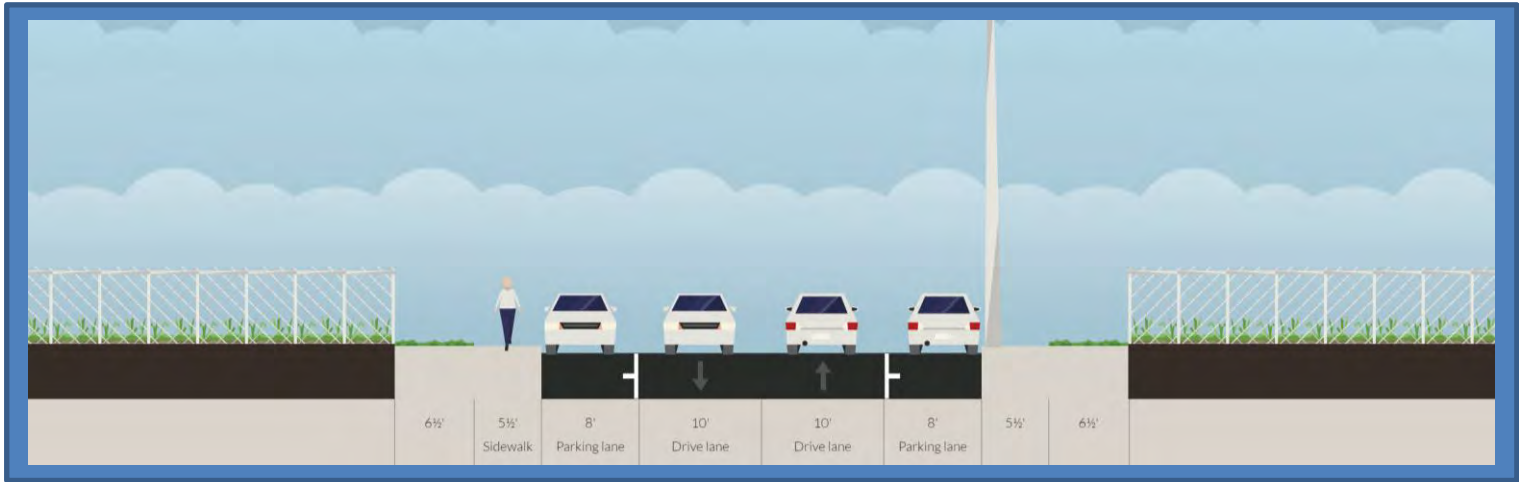 6½' 5½' 8' 10' 10' 8' 5½' 6½'
Sidewalk Parking lane Drive lane Drive lane Parking lane